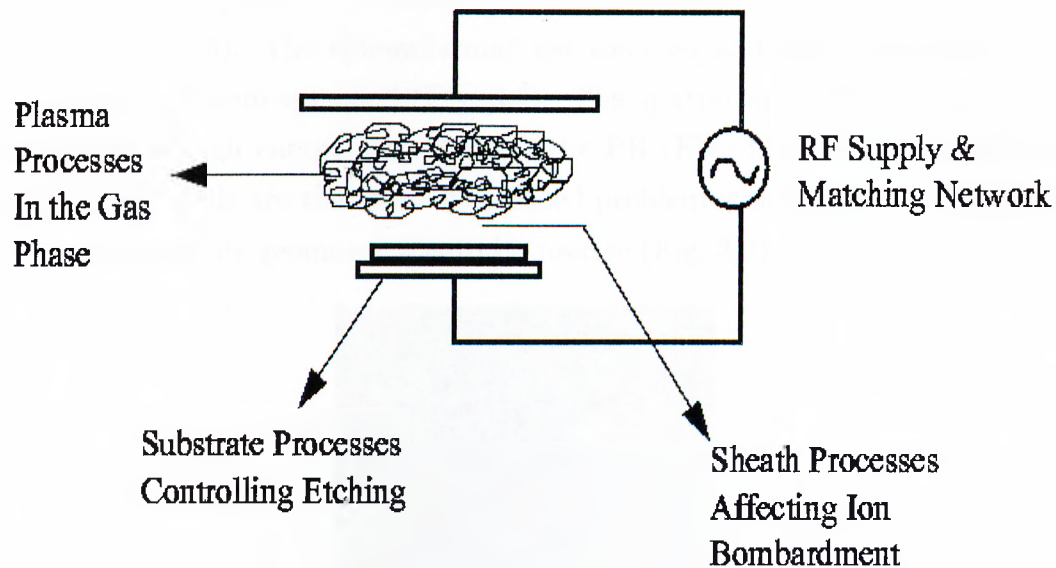 Plasma
Processes
In the Gas
Phase
RF Supply &
Matching Network
Substrate Processes
Controlling Etching
Sheath Processes
Affecting Ion
Bombardment